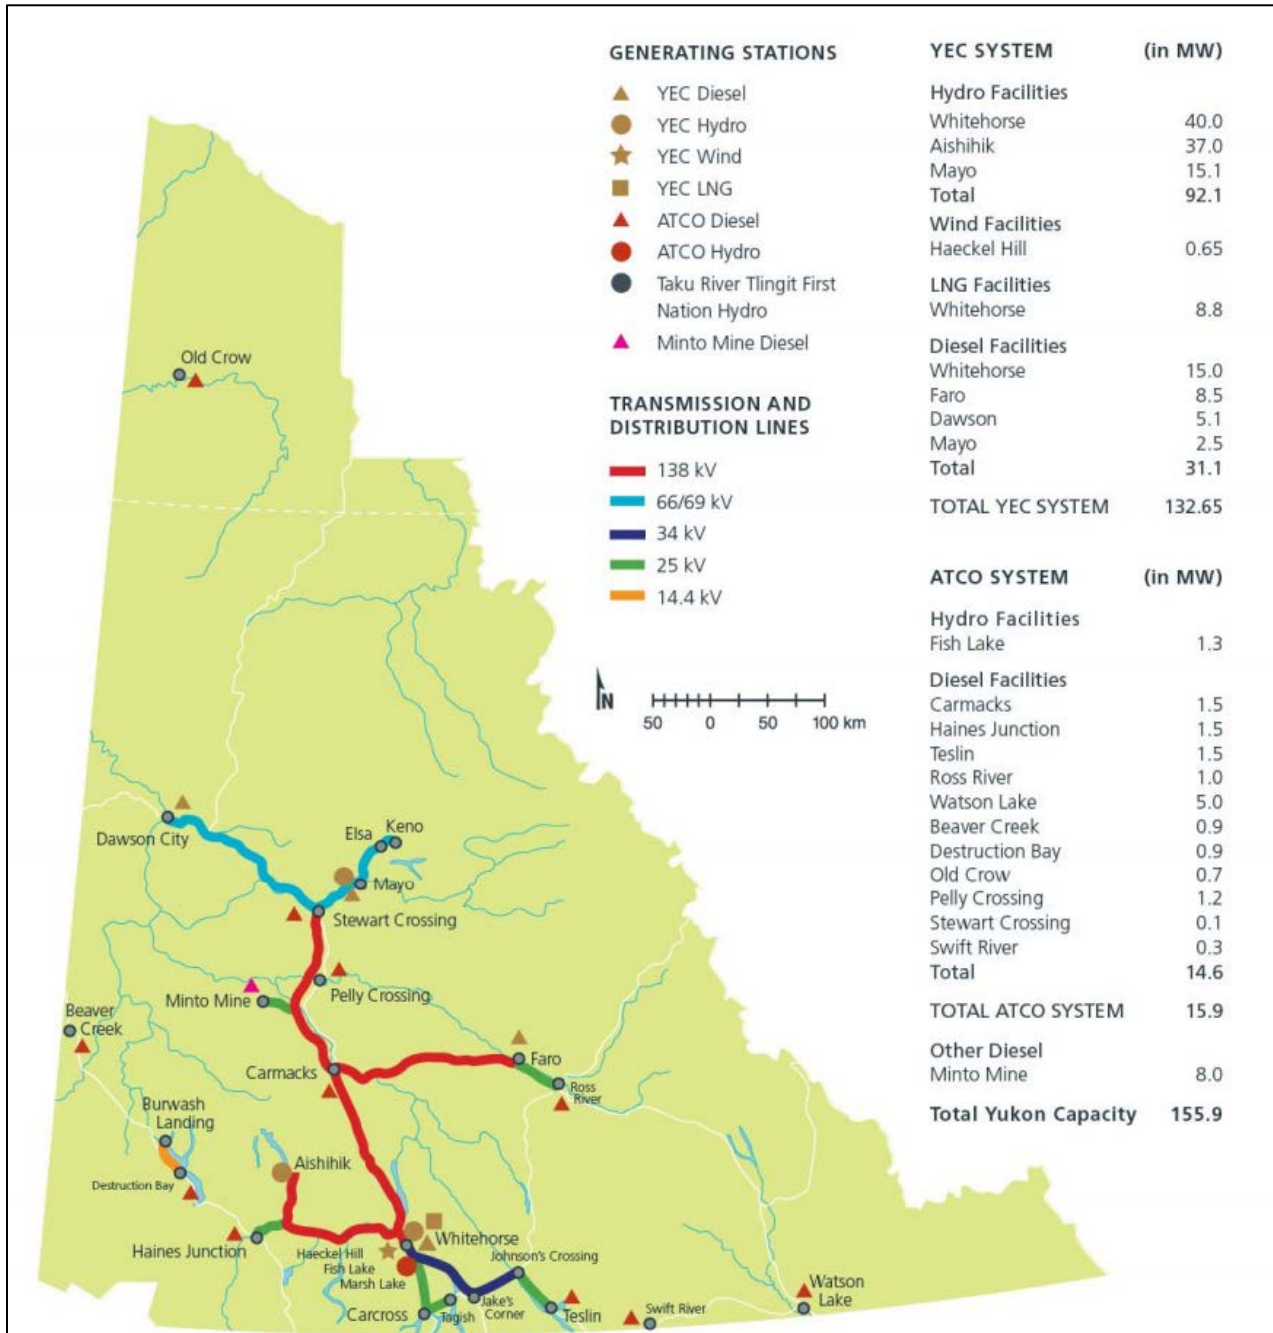 GENERATING STATIONS
YEC Diesel
YEC Hydro
YEC Wind
YEC LNG
ATCO Diesel
ATCO Hydro
Taku River Tlingit First
Nation Hydro
Minto Mine Diesel
TRANSMISSION AND
DISTRIBUTION LINES
138 kV
66/69 kV
34 kV
25 kV
14.4 kV
N
50 0 50 100 km
YEC SYSTEM (in MW)
Hydro Facilities
Whitehorse 40.0
Aishihik 37.0
Mayo 15.1
Total 92.1
Wind Facilities
Haeckel Hill 0.65
LNG Facilities
Whitehorse 8.8
Diesel Facilities
Whitehorse 15.0
Faro 8.5
Dawson 5.1
Mayo 2.5
Total 31.1
TOTAL YEC SYSTEM 132.65
ATCO SYSTEM (in MW)
Hydro Facilities
Fish Lake 1.3
Diesel Facilities
Carmacks 1.5
Haines Junction 1.5
Teslin 1.5
Ross River 1.0
Watson Lake 5.0
Beaver Creek 0.9
Destruction Bay 0.9
Old Crow 0.7
Pelly Crossing 1.2
Stewart Crossing 0.1
Swift River 0.3
Total 14.6
TOTAL ATCO SYSTEM 15.9
Other Diesel
Minto Mine 8.0
Total Yukon Capacity 155.9
Old Crow
Dawson City
Elsa
Keno
Mayo
Stewart Crossing
Pelly Crossing
Minto Mine
Beaver
Creek
Carmacks
Faro
Ross
River
Burwash
Landing
Destruction Bay
Aishihik
Haines Junction
Haeckel Hill
Fish Lake
Marsh Lake
Whitehorse
Johnson's Crossing
Carcross
Tagish
Jake's
Corner
Teslin
Swift River
Watson
Lake